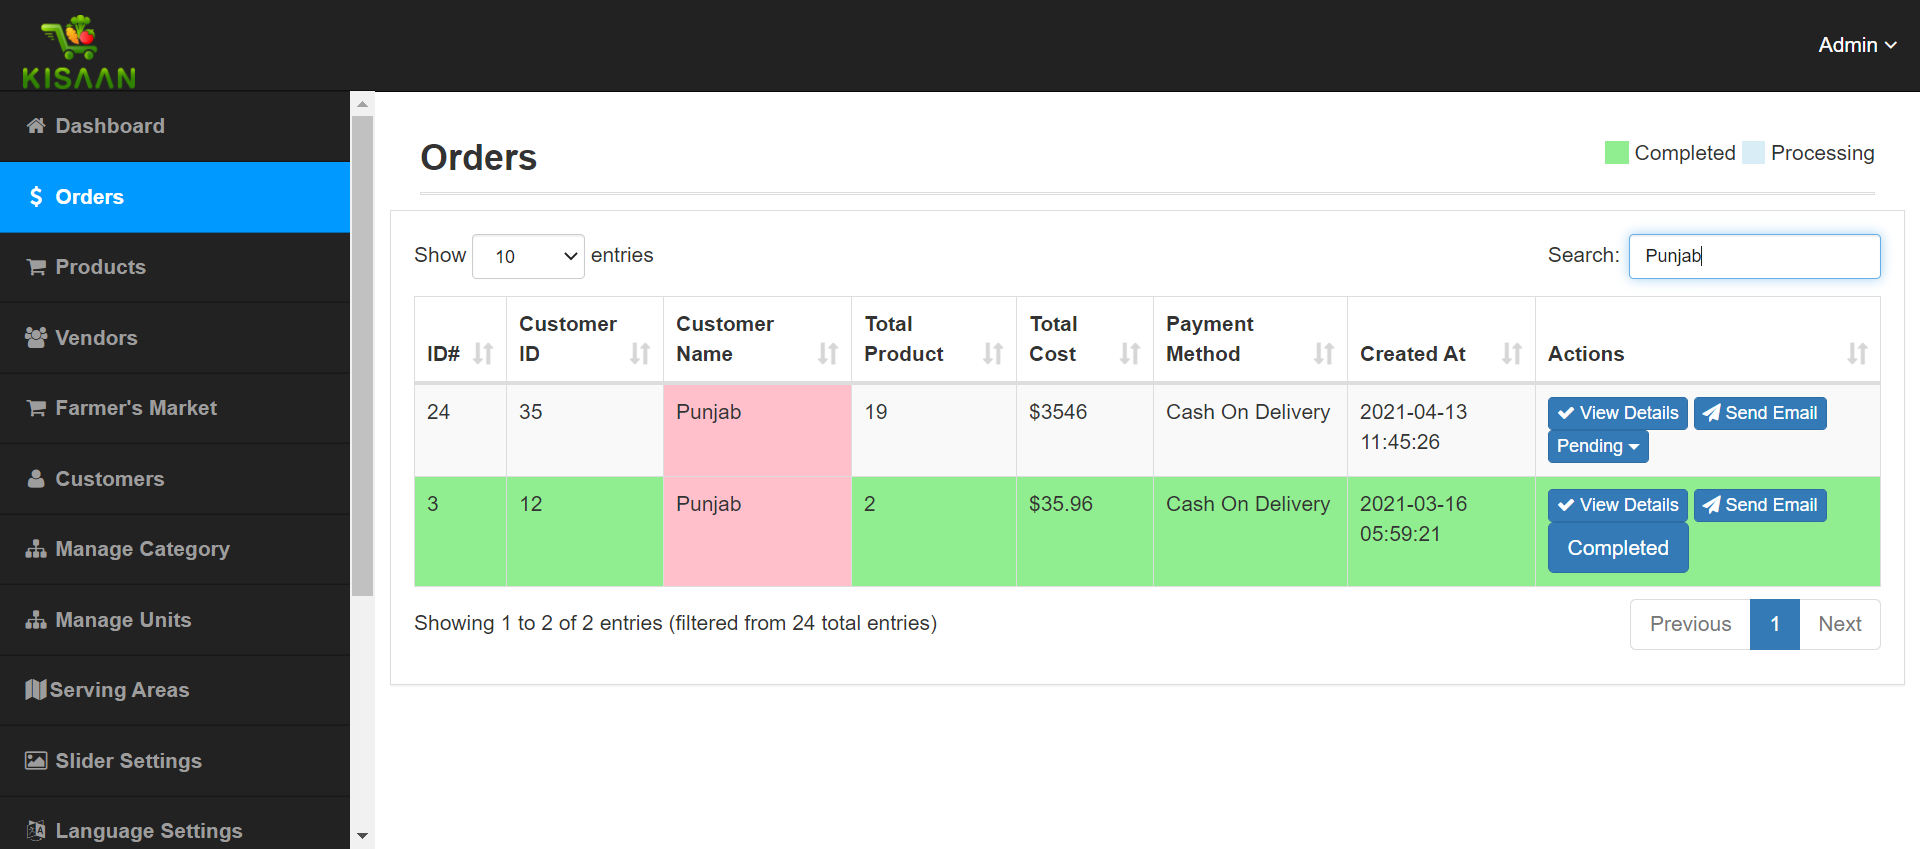 KISAAN
Admin
Dashboard
Orders
Products
Vendors
Farmer's Market
Customers
Manage Category
Manage Units
Serving Areas
Slider Settings
Language Settings
Orders
Completed Processing
Show 10 entries
Search: Punjab
ID# Customer ID Customer Name Total Product Total Cost Payment Method Created At Actions
24 35 Punjab 19 $3546 Cash On Delivery 2021-04-13 11:45:26 View Details Send Email
Pending
3 12 Punjab 2 $35.96 Cash On Delivery 2021-03-16 05:59:21 View Details Send Email
Completed
Showing 1 to 2 of 2 entries (filtered from 24 total entries)
Previous 1 Next